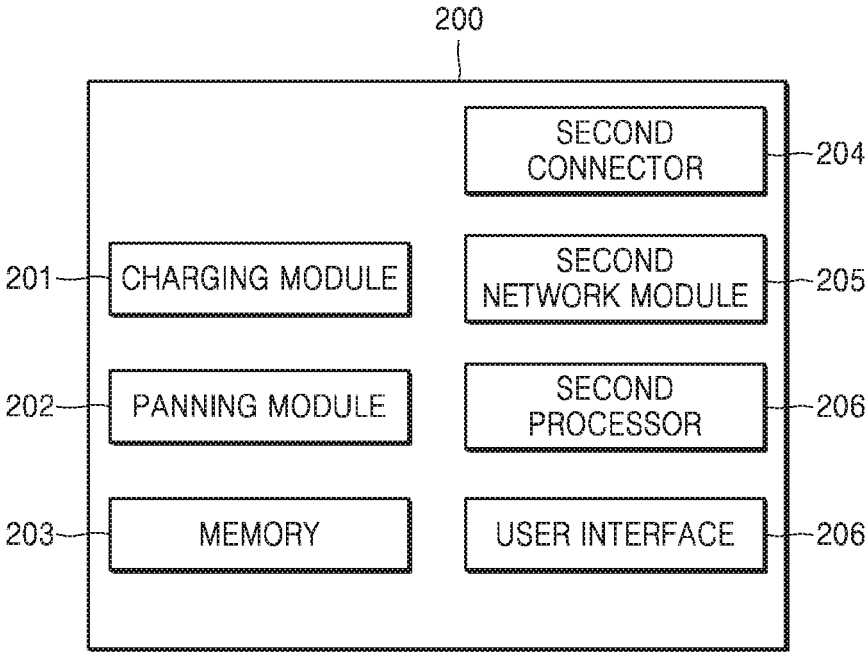 200
SECOND
CONNECTOR
204
201
CHARGING MODULE
SECOND
NETWORK MODULE
205
202
PANNING MODULE
SECOND
PROCESSOR
206
203
MEMORY
USER INTERFACE
206